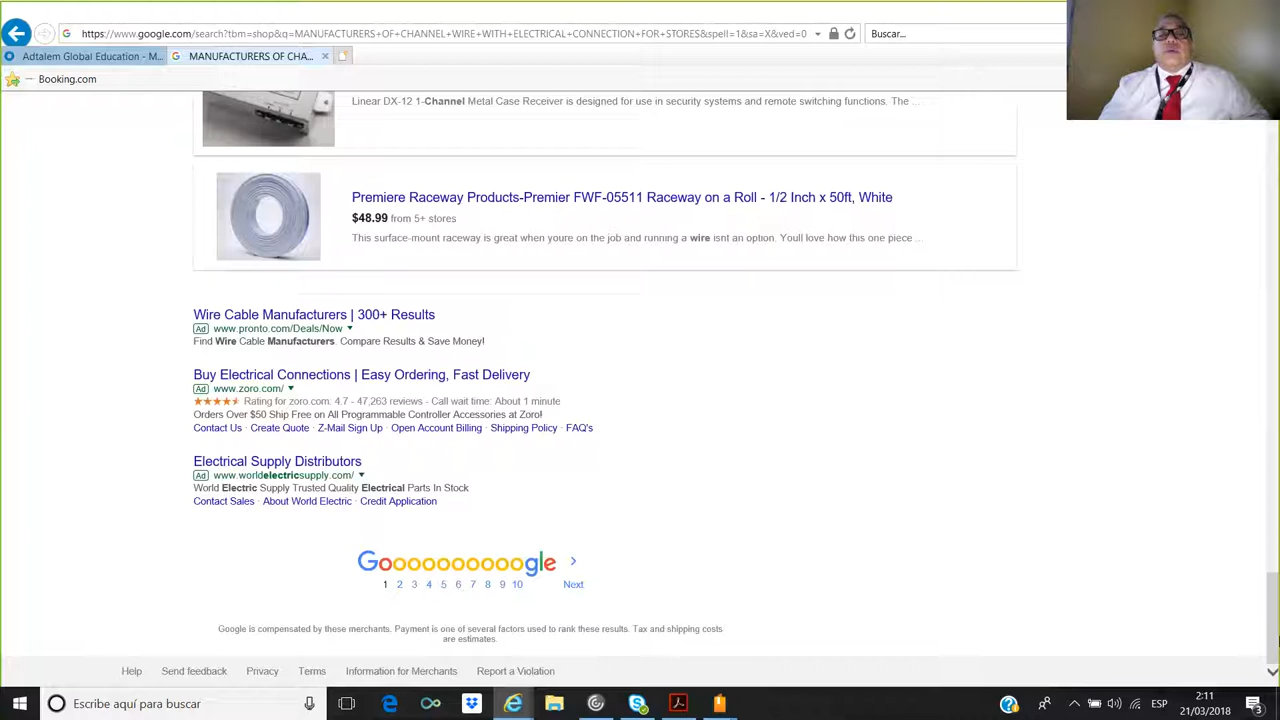 https://www.google.com/search?tbm=shop&q=MANUFACTURERS+OF+CHANNEL+WIRE+WITH+ELECTRICAL+CONNECTION+FOR+STORES&spell=1&sa=X&ved=0
Buscar...
Adtalem Global Education - M...
MANUFACTURERS OF CHA...
Booking.com
Linear DX-12 1-Channel Metal Case Receiver is designed for use in security systems and remote switching functions. The ...
Premiere Raceway Products-Premier FWF-05511 Raceway on a Roll - 1/2 Inch x 50ft, White
$48.99 from 5+ stores
This surface-mount raceway is great when youre on the job and running a wire isnt an option. Youll love how this one piece ...
Wire Cable Manufacturers | 300+ Results
Ad www.pronto.com/Deals/Now
Find Wire Cable Manufacturers. Compare Results & Save Money!
Buy Electrical Connections | Easy Ordering, Fast Delivery
Ad www.zoro.com/
Rating for zoro.com: 4.7 - 47,263 reviews - Call wait time: About 1 minute
Orders Over $50 Ship Free on All Programmable Controller Accessories at Zoro!
Contact Us · Create Quote · Z-Mail Sign Up · Open Account Billing · Shipping Policy · FAQ's
Electrical Supply Distributors
Ad www.worldelectricsupply.com/
World Electric Supply Trusted Quality Electrical Parts In Stock
Contact Sales · About World Electric · Credit Application
Goooooooooogle >
1 2 3 4 5 6 7 8 9 10 Next
Google is compensated by these merchants. Payment is one of several factors used to rank these results. Tax and shipping costs
are estimates.
Help Send feedback Privacy Terms Information for Merchants Report a Violation
Escribe aquí para buscar
ESP
2:11
21/03/2018
3